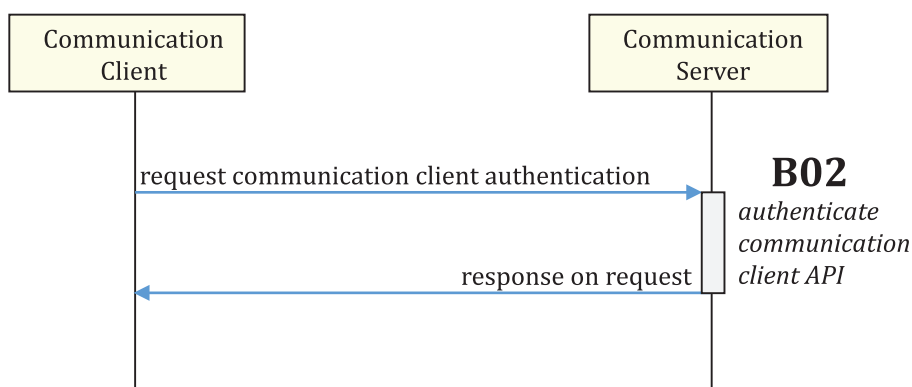 Communication
Client
Communication
Server
request communication client authentication
B02
authenticate
communication
client API
response on request